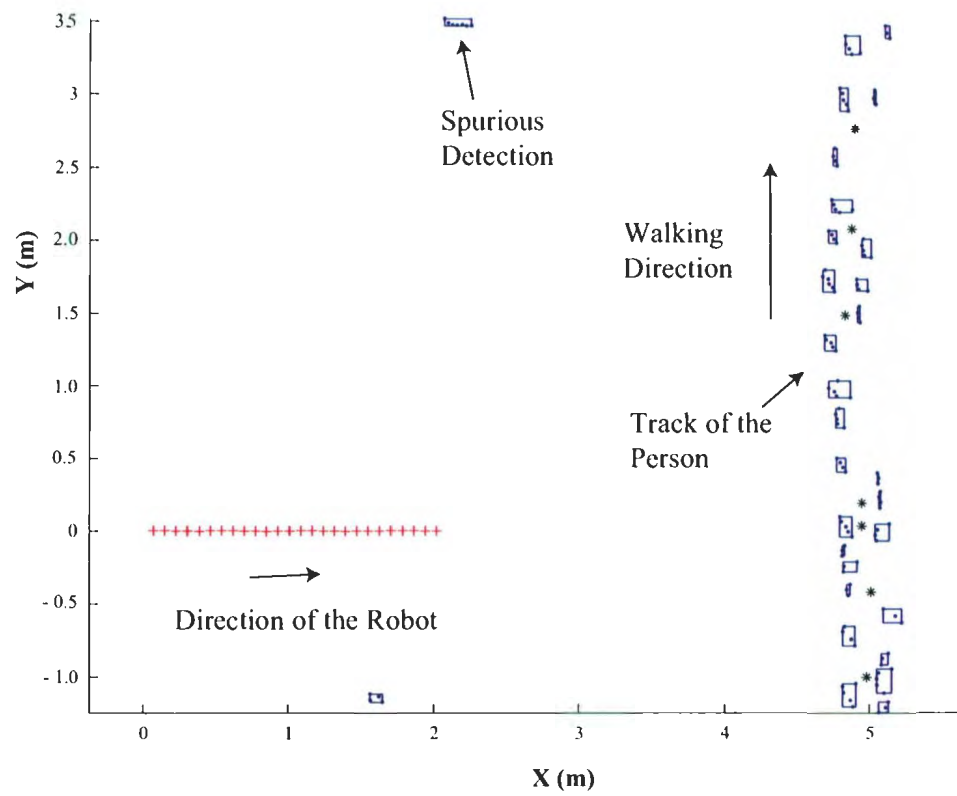 3.5
3
2.5
2.0
1.5
1.0
0.5
0
- 0.5
- 1.0
Y (m)
Spurious
Detection
Walking
Direction
Track of the
Person
Direction of the Robot
0
1
2
3
4
5
X (m)